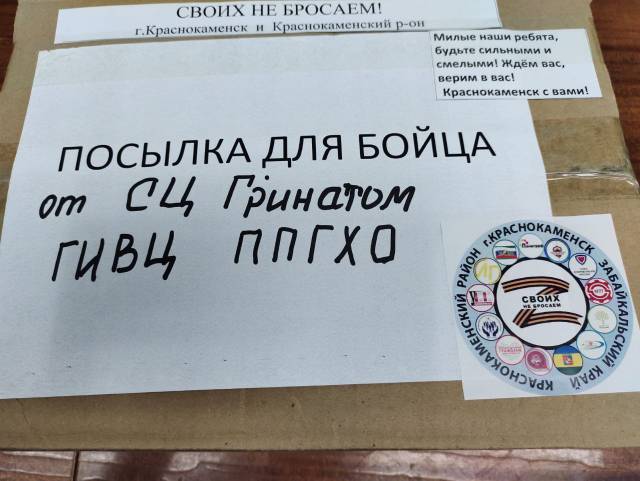 СВОИХ НЕ БРОСАЕМ!
г.Краснокаменск и Краснокаменский р-он
Милые наши ребята,
будьте сильными и
смелыми! Ждём вас,
верим в вас!
Краснокаменск с вами!
ПОСЫЛКА ДЛЯ БОЙЦА
от СЦ Гринатом
ГИВЦ ППГХО
КРАСНОКАМЕНСКИЙ РАЙОН г.КРАСНОКАМЕНСК ЗАБАЙКАЛЬСКИЙ КРАЙ
СВОИХ
НЕ БРОСАЕМ